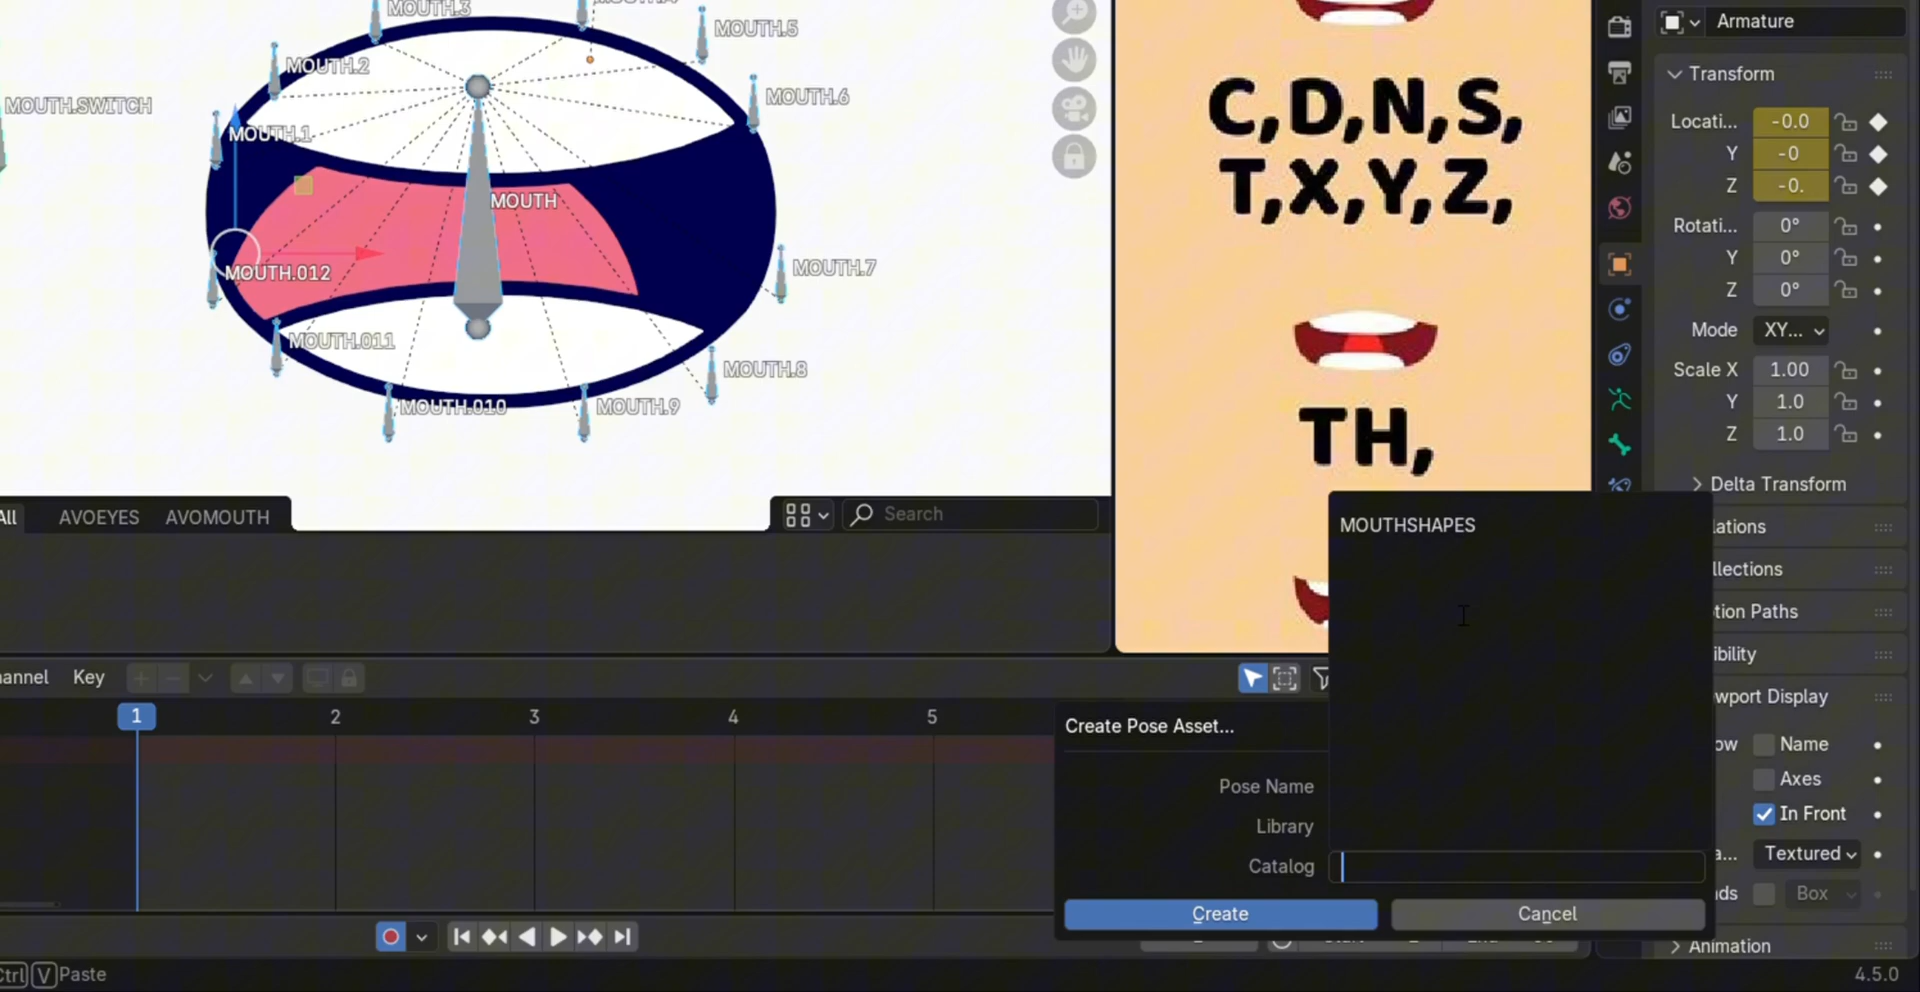 MOUTH.3
MOUTH.5
MOUTH.2
MOUTH.6
MOUTH.SWITCH
MOUTH.1
MOUTH
MOUTH.012
MOUTH.7
MOUTH.011
MOUTH.8
MOUTH.010
MOUTH.9
C,D,N,S,
T,X,Y,Z,
TH,
All AVOEYES AVOMOUTH
Search
Armature
Transform
Locati... -0.0
Y -0
Z -0.
Rotati... 0°
Y 0°
Z 0°
Mode XY...
Scale X 1.00
Y 1.0
Z 1.0
Delta Transform
lations
llections
tion Paths
ibility
wport Display
ow Name
Axes
In Front
a... Textured
nds Box
Animation
MOUTHSHAPES
annel Key
1 2 3 4 5
Create Pose Asset...
Pose Name
Library
Catalog
Create Cancel
Ctrl V Paste
4.5.0